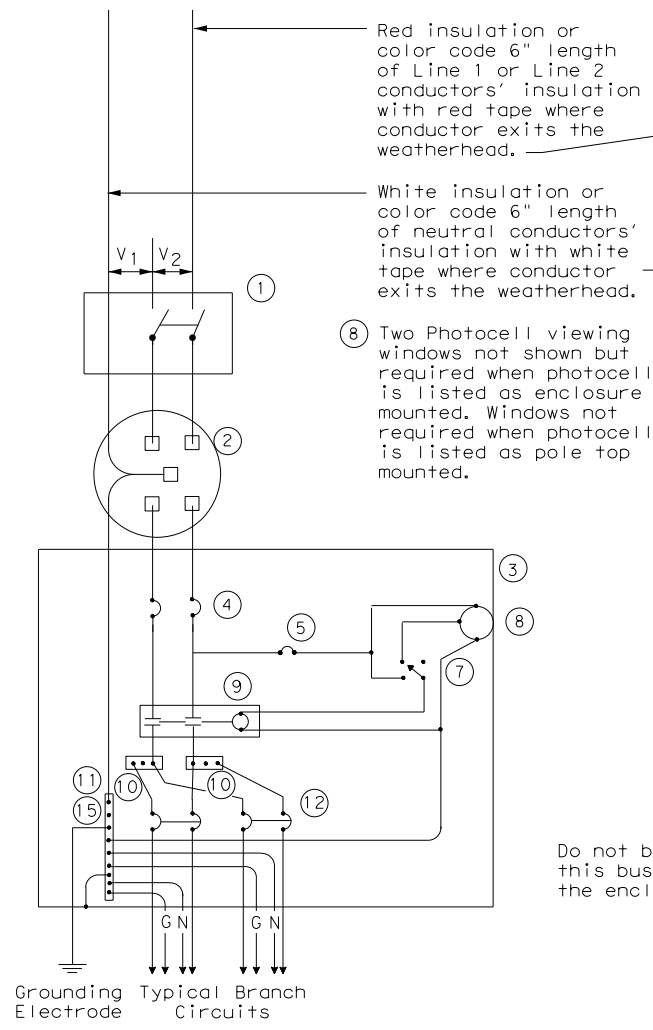 Red insulation or
color code 6" length
of Line 1 or Line 2
conductors' insulation
with red tape where
conductor exits the
weatherhead.
White insulation or
color code 6" length
of neutral conductors'
insulation with white
tape where conductor
exits the weatherhead.
V1 V2
1
8 Two Photocell viewing
windows not shown but
required when photocell
is listed as enclosure
mounted. Windows not
required when photocell
is listed as pole top
mounted.
2
3
4
5
8
7
9
11 10 10
15 12
Do not b
this bus
the encl
G N G N
Grounding
Electrode
Typical Branch
Circuits